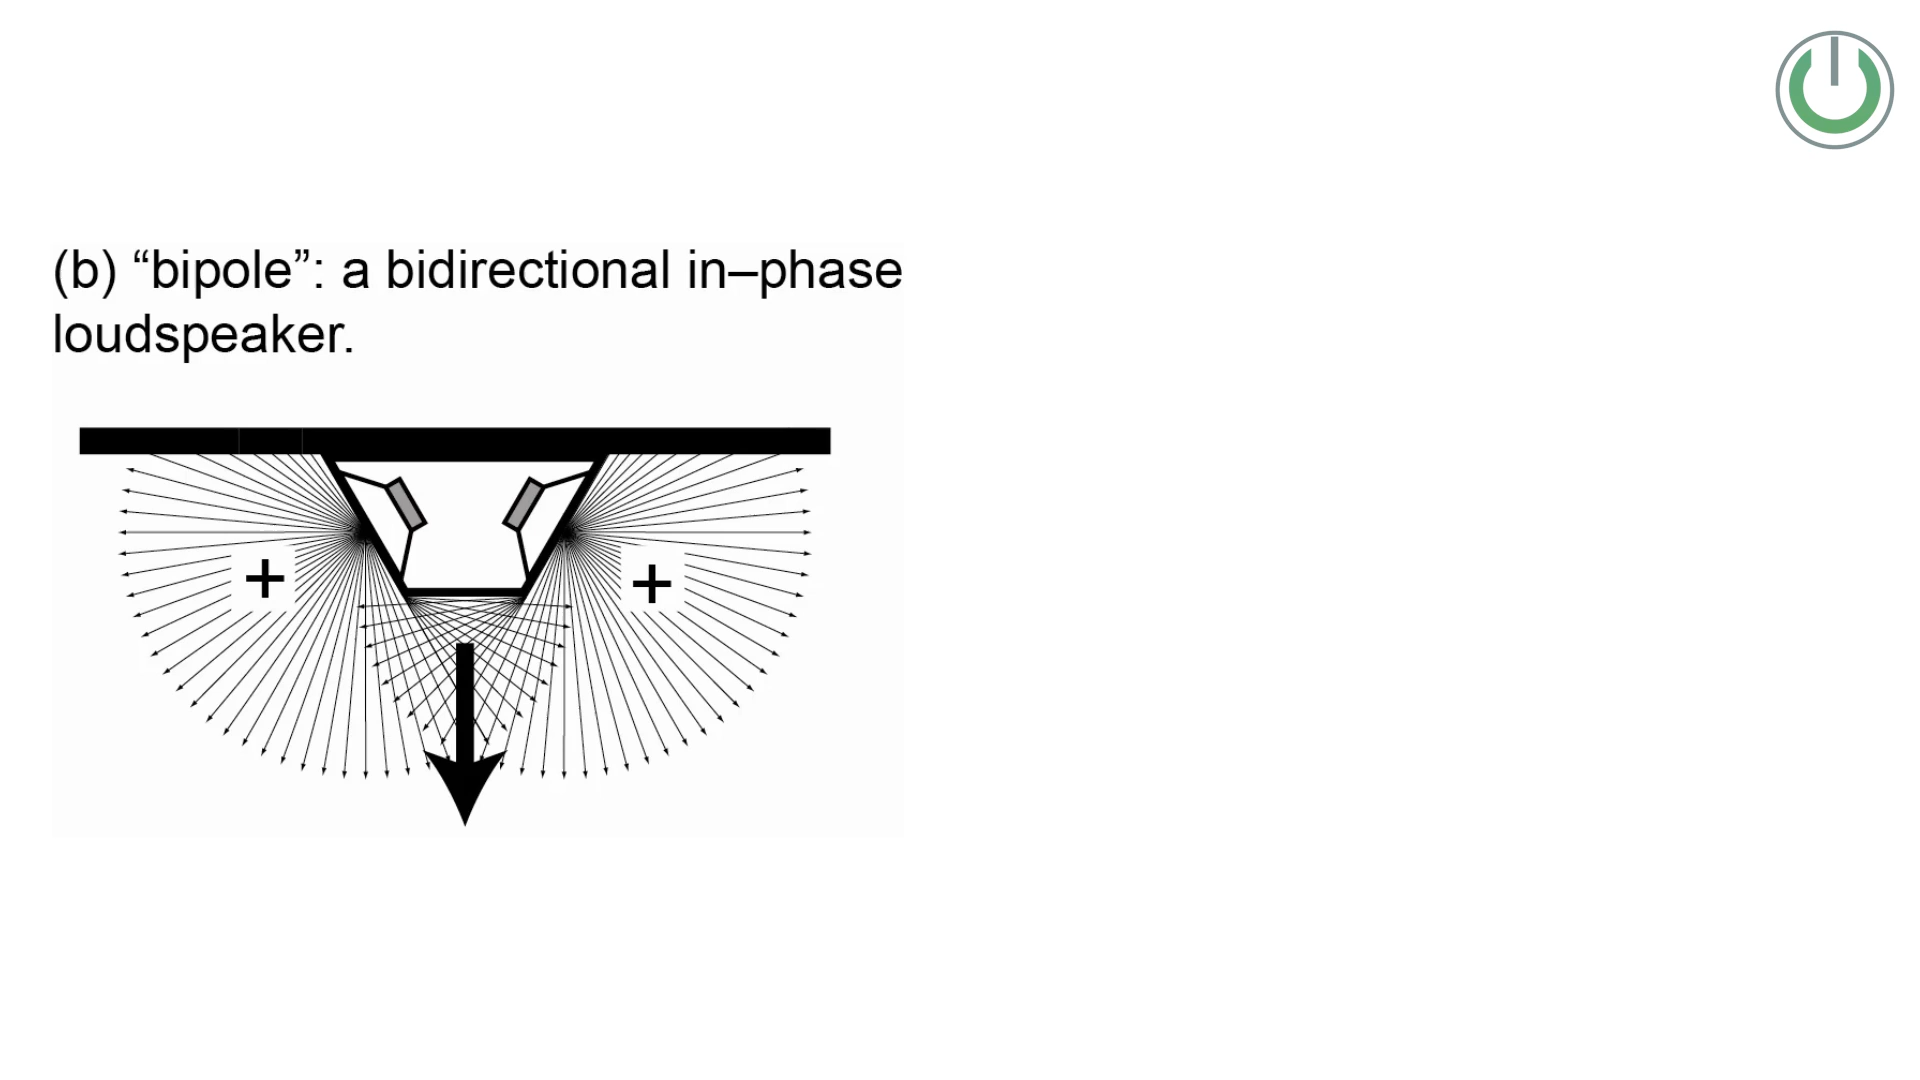 (b) “bipole”: a bidirectional in–phase
loudspeaker.
+ +